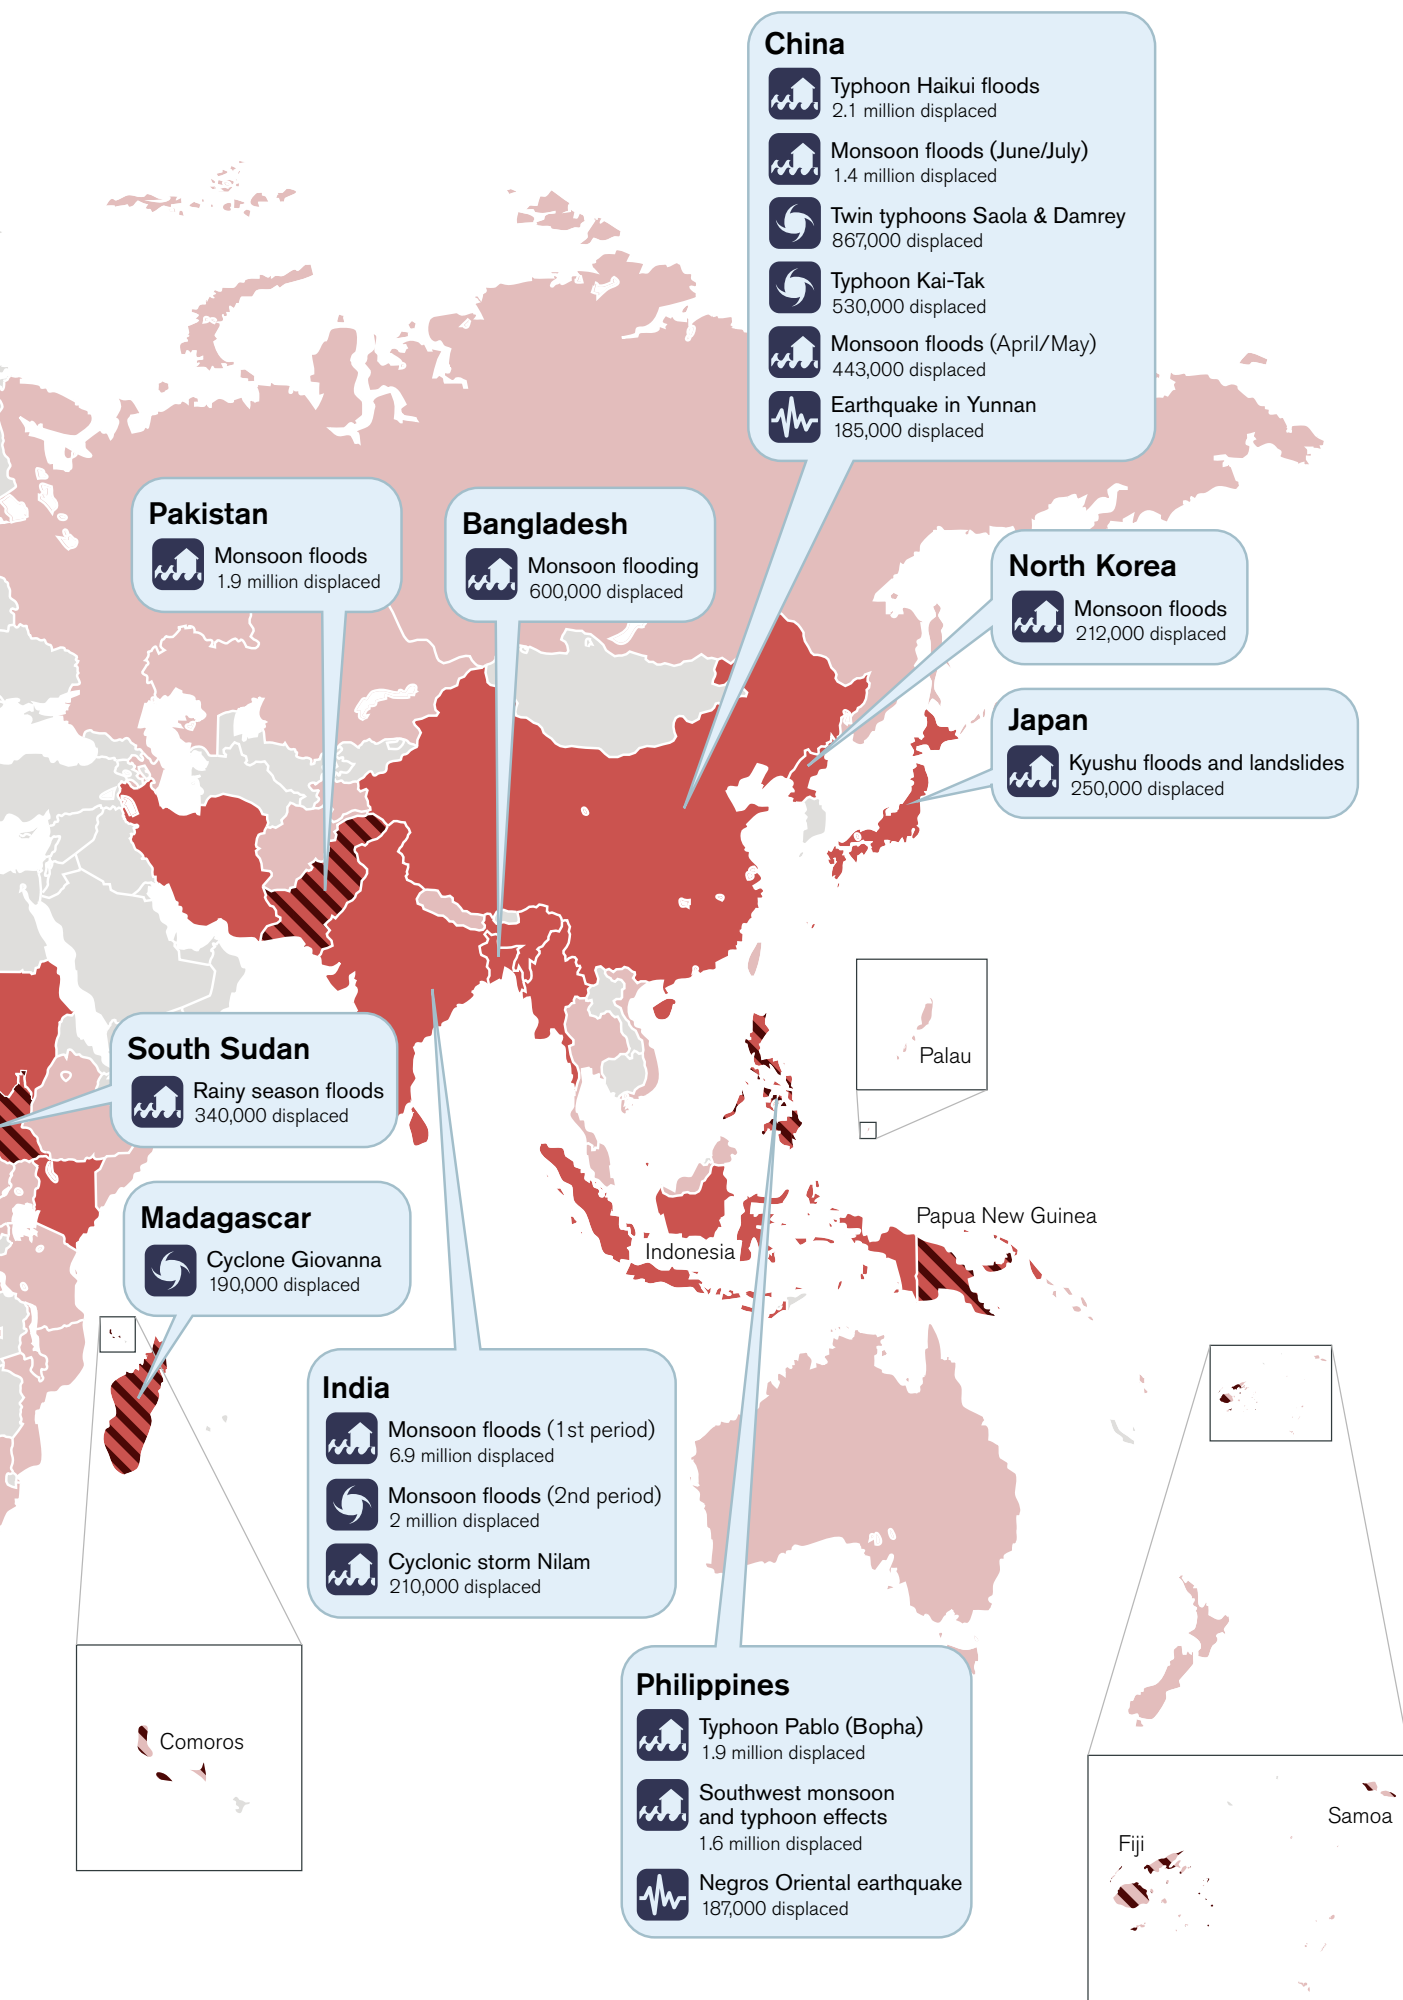 China
Typhoon Haikui floods
2.1 million displaced
Monsoon floods (June/July)
1.4 million displaced
Twin typhoons Saola & Damrey
867,000 displaced
Typhoon Kai-Tak
530,000 displaced
Monsoon floods (April/May)
443,000 displaced
Earthquake in Yunnan
185,000 displaced
Pakistan
Monsoon floods
1.9 million displaced
Bangladesh
Monsoon flooding
600,000 displaced
North Korea
Monsoon floods
212,000 displaced
Japan
Kyushu floods and landslides
250,000 displaced
Palau
South Sudan
Rainy season floods
340,000 displaced
Madagascar
Cyclone Giovanna
190,000 displaced
Papua New Guinea
Indonesia
India
Monsoon floods (1st period)
6.9 million displaced
Monsoon floods (2nd period)
2 million displaced
Cyclonic storm Nilam
210,000 displaced
Philippines
Typhoon Pablo (Bopha)
1.9 million displaced
Southwest monsoon
and typhoon effects
1.6 million displaced
Negros Oriental earthquake
187,000 displaced
Comoros
Samoa
Fiji